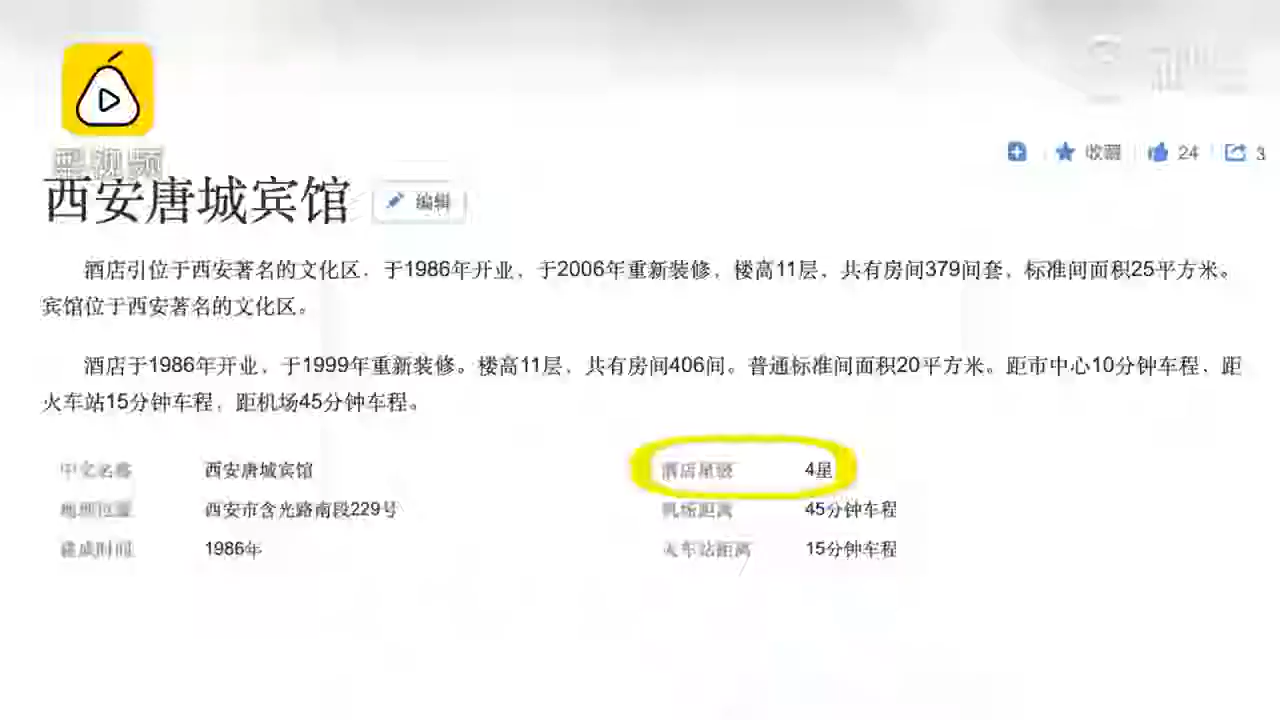 梨视频
收藏 24 3
西安唐城宾馆 编辑
酒店引位于西安著名的文化区，于1986年开业，于2006年重新装修，楼高11层，共有房间379间套，标准间面积25平方米。
宾馆位于西安著名的文化区。
酒店于1986年开业，于1999年重新装修。楼高11层，共有房间406间。普通标准间面积20平方米。距市中心10分钟车程、距
火车站15分钟车程，距机场45分钟车程。
中文名称 西安唐城宾馆 酒店星级 4星
地理位置 西安市含光路南段229号 机场距离 45分钟车程
建成时间 1986年 火车站距离 15分钟车程